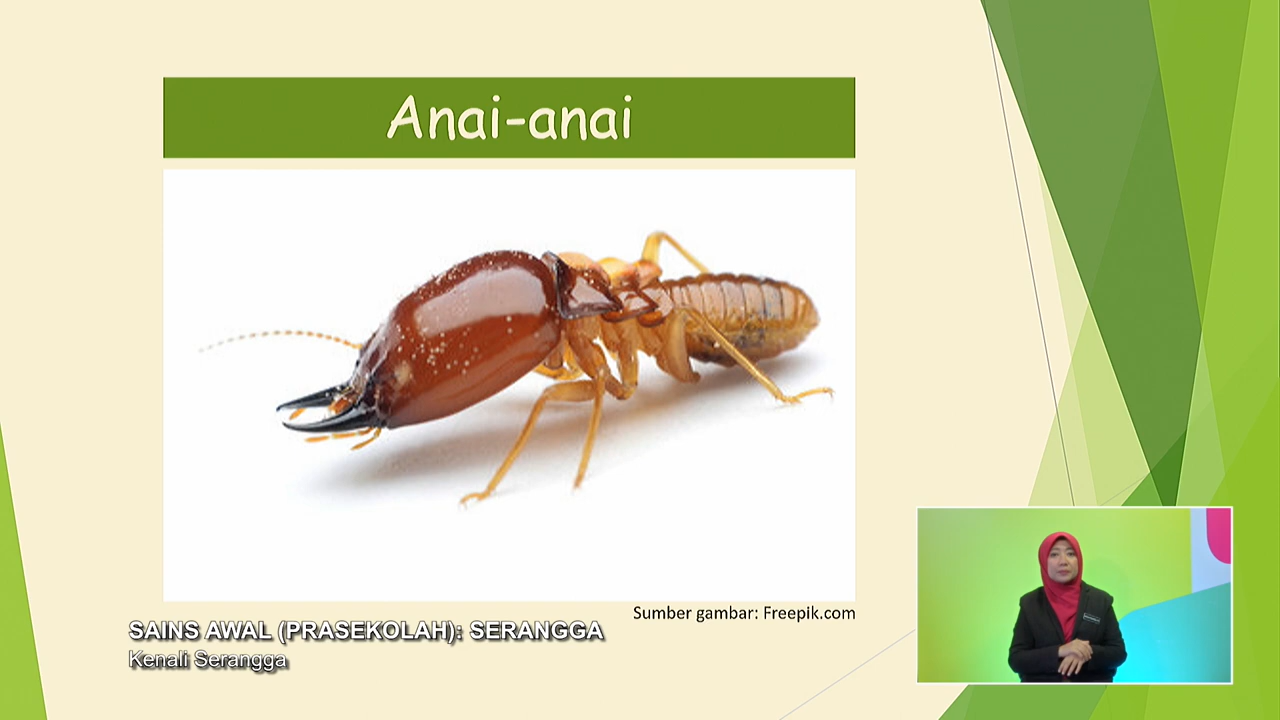 Anai-anai
Sumber gambar: Freepik.com
SAINS AWAL (PRASEKOLAH): SERANGGA
Kenali Serangga